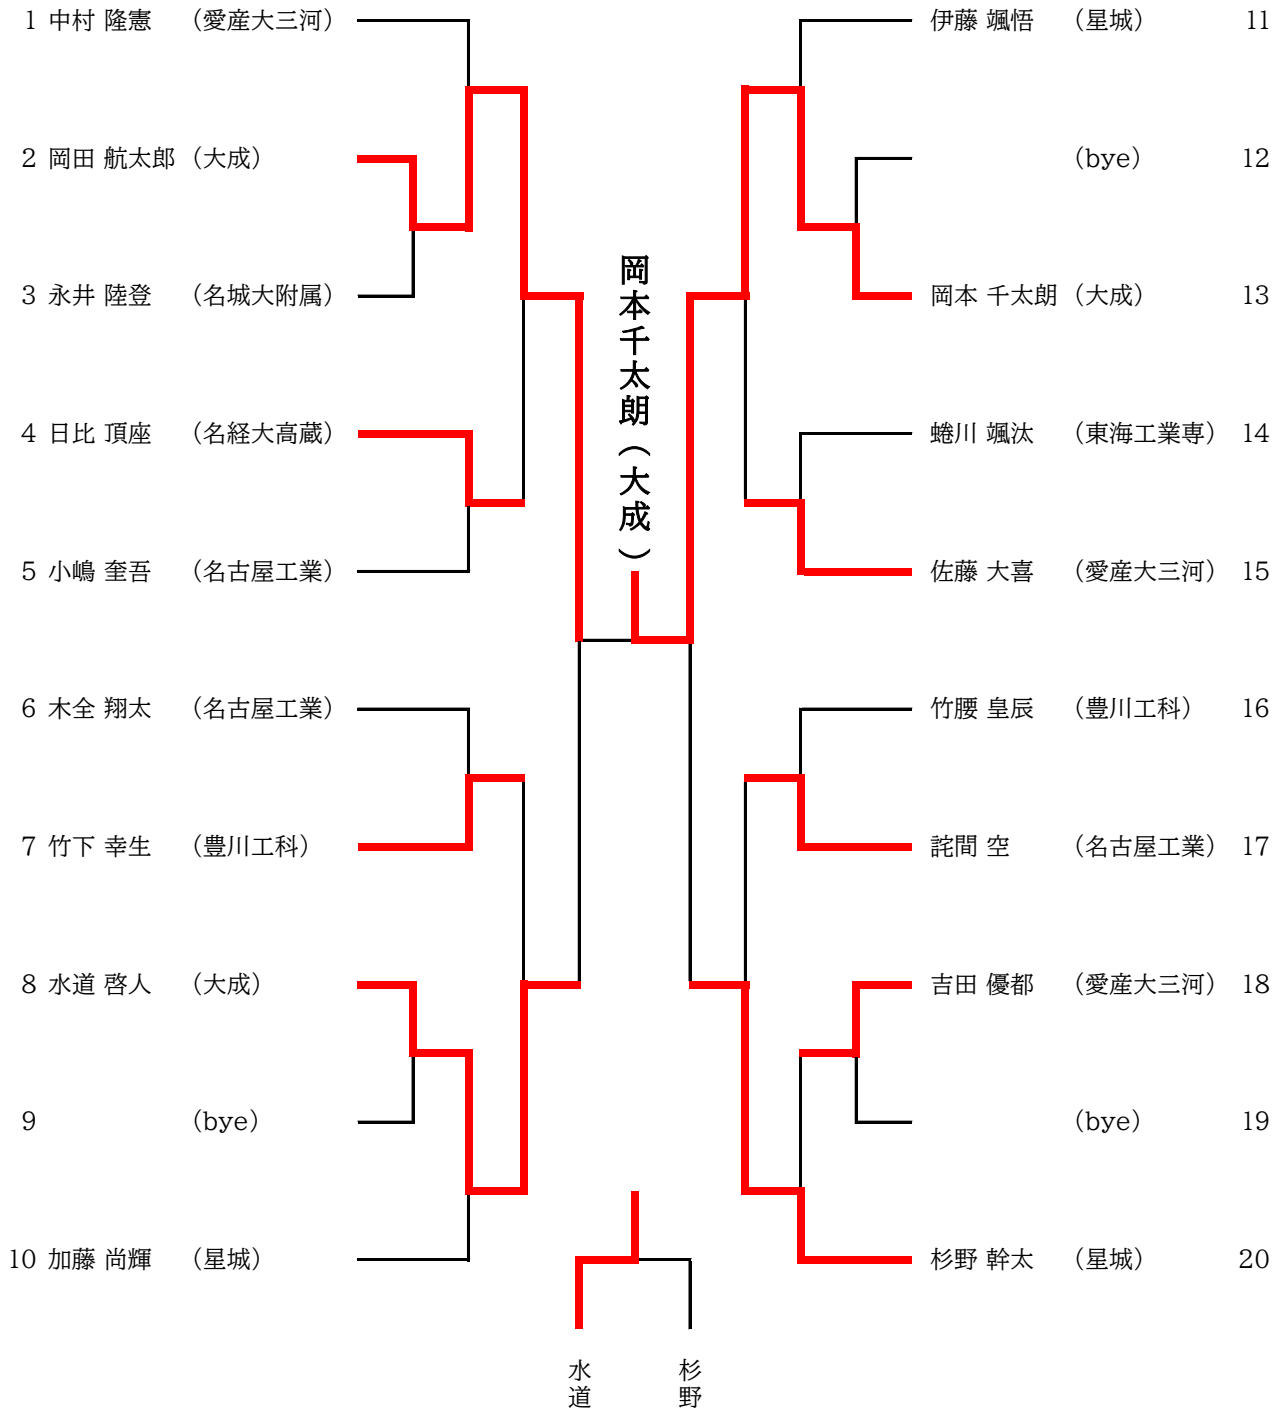 1 中村 隆憲 （愛産大三河）
2 岡田 航太郎 （大成）
3 永井 陸登 （名城大附属）
4 日比 頂座 （名経大高蔵）
5 小嶋 奎吾 （名古屋工業）
6 木全 翔太 （名古屋工業）
7 竹下 幸生 （豊川工科）
8 水道 啓人 （大成）
9 （bye）
10 加藤 尚輝 （星城）
岡本千太朗（大成）
伊藤 颯悟 （星城） 11
（bye） 12
岡本 千太朗 （大成） 13
蜷川 颯汰 （東海工業専） 14
佐藤 大喜 （愛産大三河） 15
竹腰 皇辰 （豊川工科） 16
詫間 空 （名古屋工業） 17
吉田 優都 （愛産大三河） 18
（bye） 19
杉野 幹太 （星城） 20
水道
杉野